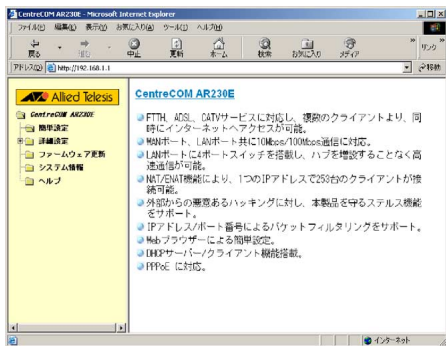 CentreCOM AR230E - Microsoft Internet Explorer
ファイル(F) 編集(E) 表示(V) お気に入り(A) ツール(T) ヘルプ(H)
戻る 進む 中止 更新 ホーム 検索 お気に入り メディア リンク
アドレス(D) http://192.168.1.1 移動
Allied Telesis
CentreCOM AR230E
簡単設定
詳細設定
ファームウェア更新
システム情報
ヘルプ
CentreCOM AR230E
FTTH、ADSL、CATVサービスに対応し、複数のクライアントより、同
時にインターネットへアクセスが可能。
WANポート、LANポート共に10Mbps/100Mbps通信に対応。
LANポートに4ポートスイッチを搭載し、ハブを増設することなく高
速通信が可能。
NAT/ENAT機能により、1つのIPアドレスで253台のクライアントが接
続可能。
外部からの悪意あるハッキングに対し、本製品を守るステルス機能
をサポート。
IPアドレス/ポート番号によるパケットフィルタリングをサポート。
Webブラウザーによる簡単設定。
DHCPサーバー/クライアント機能搭載。
PPPoE に対応。
インターネット